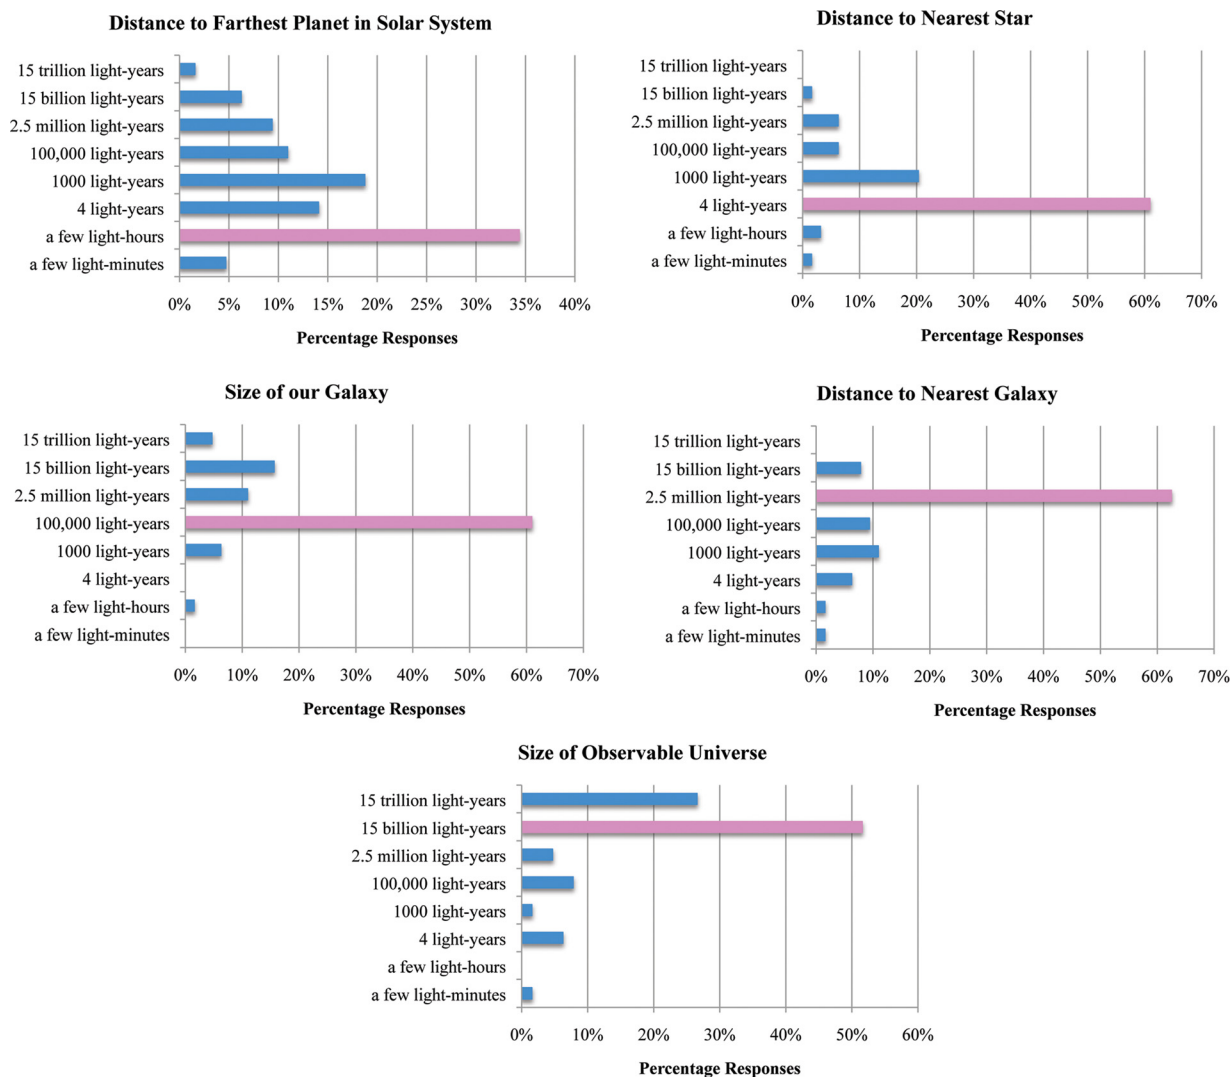 Distance to Farthest Planet in Solar System
15 trillion light-years
15 billion light-years
2.5 million light-years
100,000 light-years
1000 light-years
4 light-years
a few light-hours
a few light-minutes
0% 5% 10% 15% 20% 25% 30% 35% 40%
Percentage Responses
Distance to Nearest Star
15 trillion light-years
15 billion light-years
2.5 million light-years
100,000 light-years
1000 light-years
4 light-years
a few light-hours
a few light-minutes
0% 10% 20% 30% 40% 50% 60% 70%
Percentage Responses
Size of our Galaxy
15 trillion light-years
15 billion light-years
2.5 million light-years
100,000 light-years
1000 light-years
4 light-years
a few light-hours
a few light-minutes
0% 10% 20% 30% 40% 50% 60% 70%
Percentage Responses
Distance to Nearest Galaxy
15 trillion light-years
15 billion light-years
2.5 million light-years
100,000 light-years
1000 light-years
4 light-years
a few light-hours
a few light-minutes
0% 10% 20% 30% 40% 50% 60% 70%
Percentage Responses
Size of Observable Universe
15 trillion light-years
15 billion light-years
2.5 million light-years
100,000 light-years
1000 light-years
4 light-years
a few light-hours
a few light-minutes
0% 10% 20% 30% 40% 50% 60%
Percentage Responses